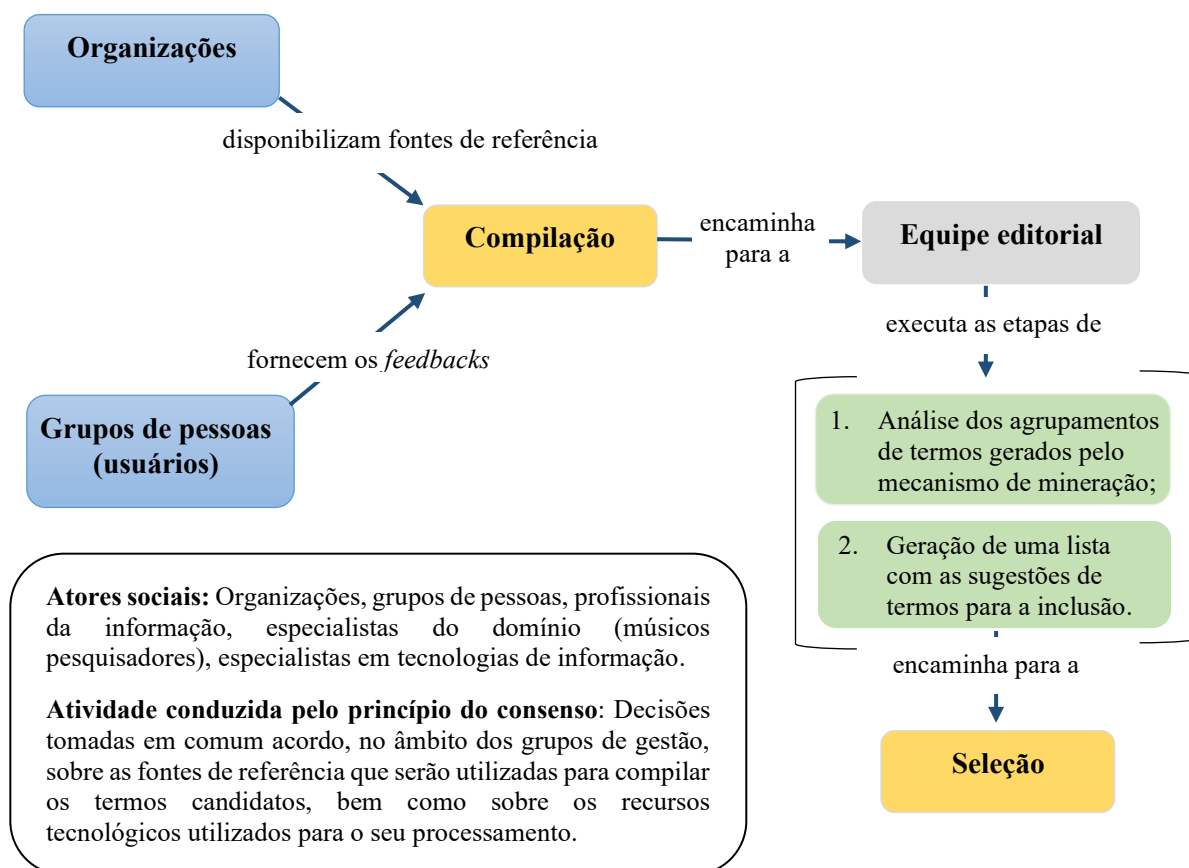 Organizações
disponibilizam fontes de referência
Compilação
encaminha
para a
Equipe editorial
executa as etapas de
fornecem os feedbacks
Grupos de pessoas
(usuários)
1. Análise dos agrupamentos
de termos gerados pelo
mecanismo de mineração;
2. Geração de uma lista
com as sugestões de
termos para a inclusão.
encaminha para a
Seleção
Atores sociais: Organizações, grupos de pessoas, profissionais
da informação, especialistas do domínio (músicos
pesquisadores), especialistas em tecnologias de informação.
Atividade conduzida pelo princípio do consenso: Decisões
tomadas em comum acordo, no âmbito dos grupos de gestão,
sobre as fontes de referência que serão utilizadas para compilar
os termos candidatos, bem como sobre os recursos
tecnológicos utilizados para o seu processamento.